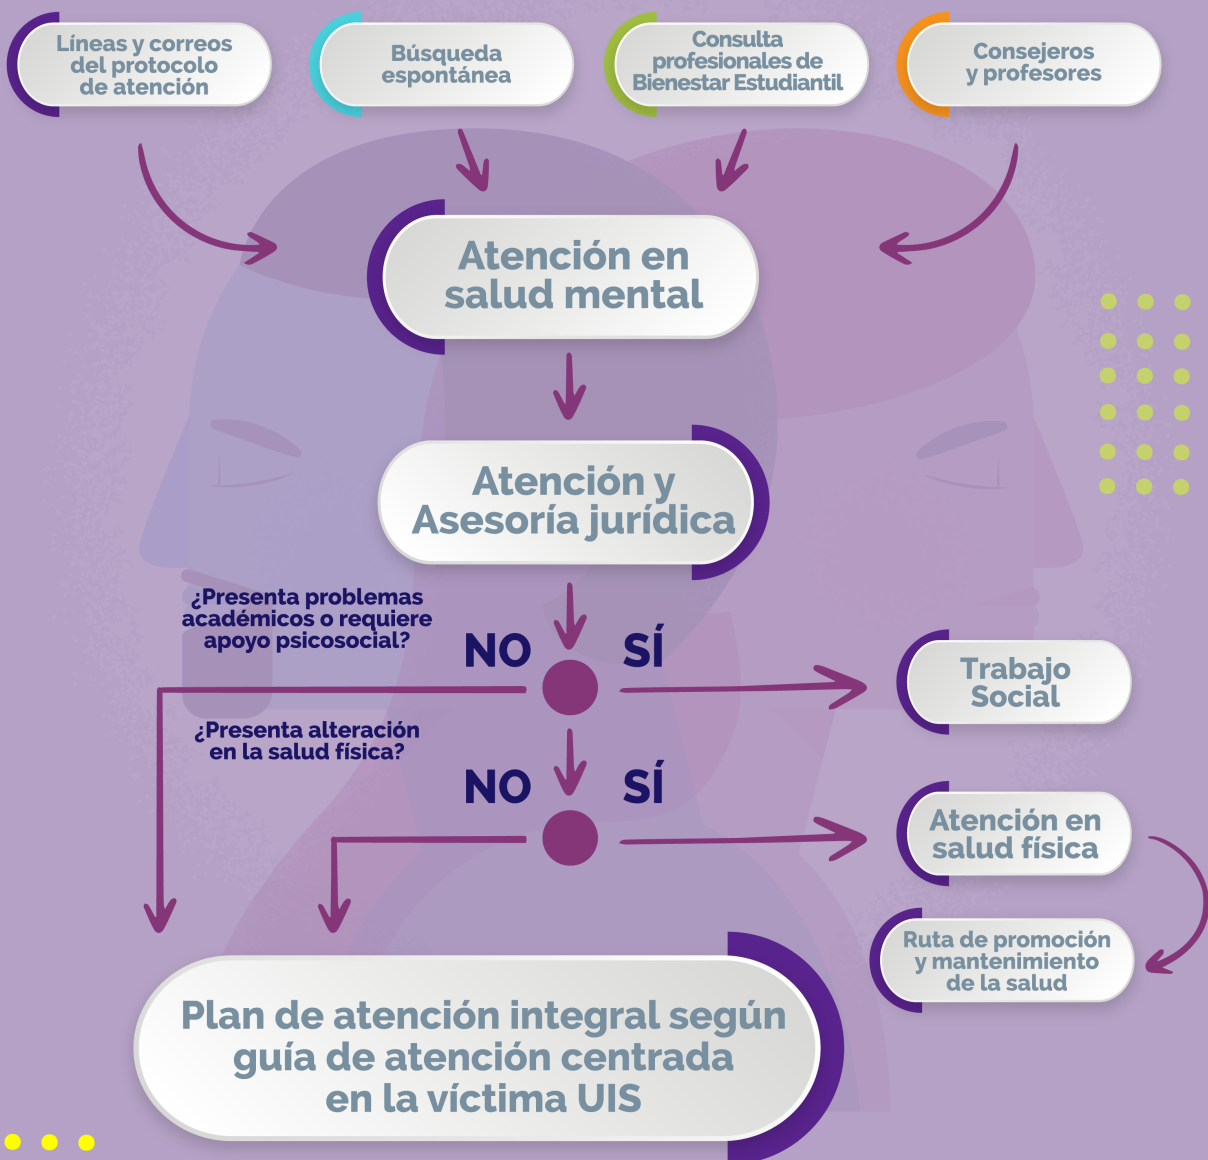 Líneas y correos
del protocolo
de atención
Búsqueda
espontánea
Consulta
profesionales de
Bienestar Estudiantil
Consejeros
y profesores
Atención en
salud mental
Atención y
Asesoría jurídica
¿Presenta problemas
académicos o requiere
apoyo psicosocial?
NO
SÍ
Trabajo
Social
¿Presenta alteración
en la salud física?
NO
SÍ
Atención en
salud física
Ruta de promoción
y mantenimiento
de la salud
Plan de atención integral según
guía de atención centrada
en la víctima UIS